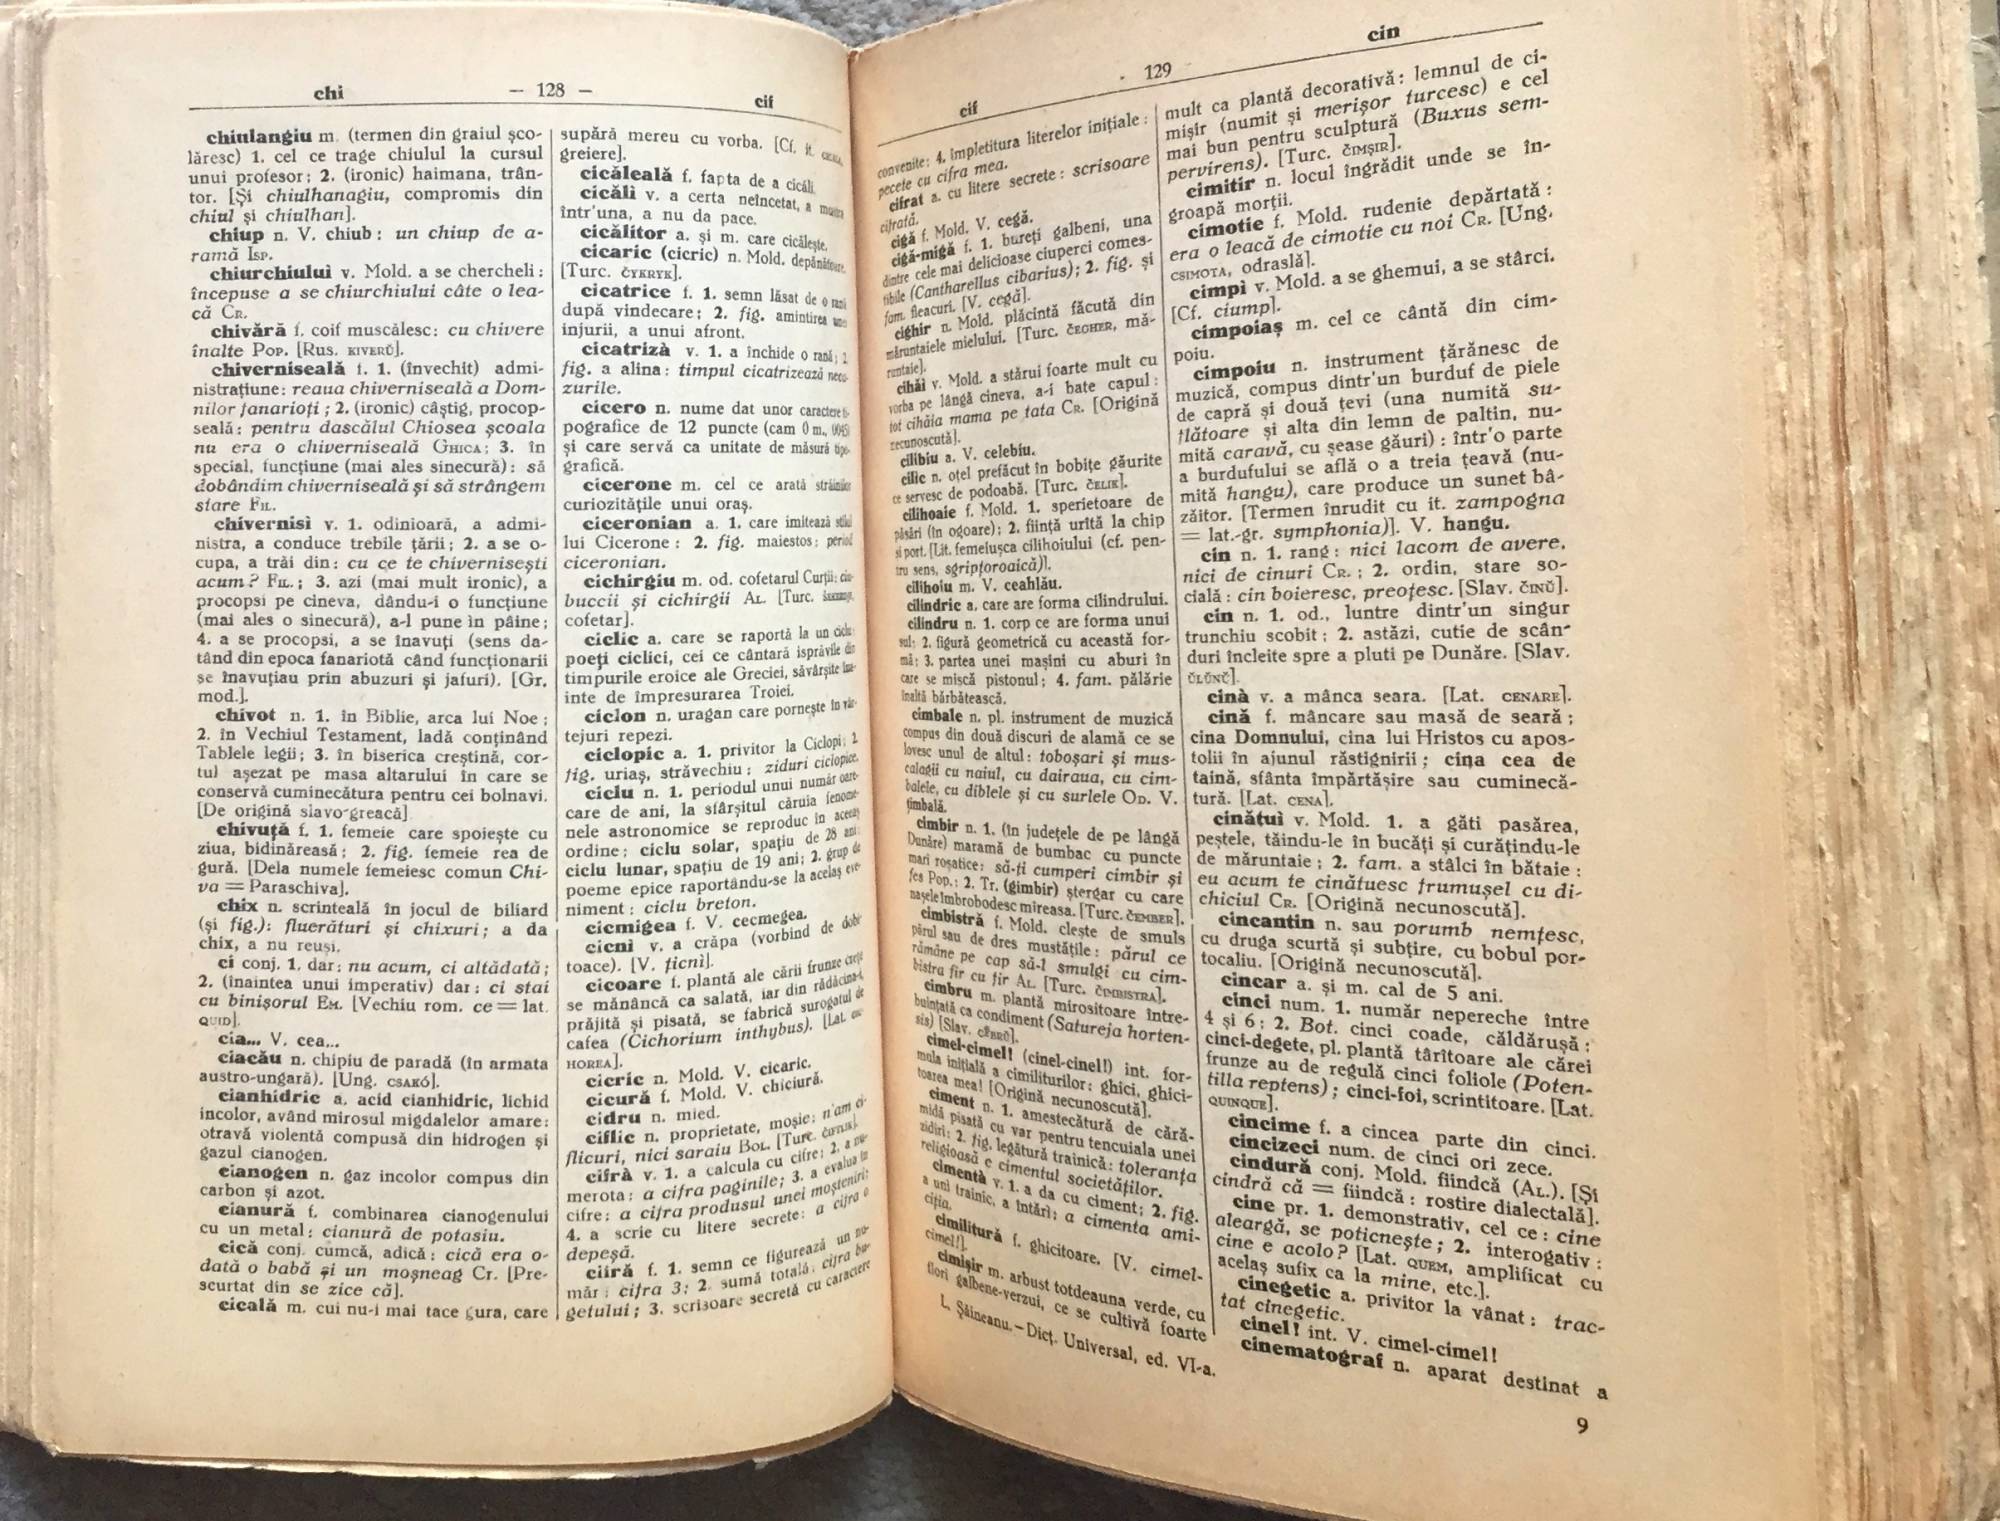 chi
— 128 —
cif
chiulangiu m. (termen din graiul șco-
lăresc) 1. cel ce trage chiulul la cursul
unui profesor; 2. (ironic) haimana, trân-
tor. [Și chiulhanagiu, compromis din
chiul și chiulhan].
chiup n. V. chiub: un chiup de a-
ramă Isp.
chiurchiului v. Mold. a se chercheli:
începuse a se chiurchiului câte o lea-
că Cr.
chivără f. coif muscălesc: cu chivere
înalte Pop. [Rus. KIVERŬ].
chiverniseală f. 1. (învechit) admi-
nistrațiune: reaua chiverniseală a Dom-
nilor fanarioți; 2. (ironic) câștig, procop-
seală: pentru dascălul Chiosea școala
nu era o chiverniseală Ghica; 3. în
special, funcțiune (mai ales sinecură): să
dobândim chiverniseală și să strângem
stare Fil.
chivernisì v. 1. odinioară, a admi-
nistra, a conduce trebile țării; 2. a se o-
cupa, a trăi din: cu ce te chivernisești
acum? Fil.; 3. azi (mai mult ironic), a
procopsi pe cineva, dându-i o funcțiune
(mai ales o sinecură), a-l pune în pâine;
4. a se procopsi, a se înavuți (sens da-
tând din epoca fanariotă când funcționarii
se înavuțiau prin abuzuri și jafuri). [Gr.
mod.].
chivot n. 1. în Biblie, arca lui Noe;
2. în Vechiul Testament, ladă conținând
Tablele legii; 3. în biserica creștină, cor-
tul așezat pe masa altarului în care se
conservă cuminecătura pentru cei bolnavi.
[De origină slavo-greacă]
chivuță f. 1. femeie care spoiește cu
ziua, bidinăreasă; 2. fig. femeie rea de
gură. [Dela numele femeiesc comun Chi-
va = Paraschiva].
chix n. scrinteală în jocul de biliard
(și fig.): fluerături și chixuri; a da
chix, a nu reuși.
ci conj. 1. dar: nu acum, ci altădată;
2. (înaintea unui imperativ) dar: ci stai
cu binișorul Em. [Vechiu rom. ce = lat.
QUID].
cia... V. cea...
ciacău n. chipiu de paradă (în armata
austro-ungară). [Ung. CSAKÓ].
cianhidric a. acid cianhidric, lichid
incolor, având mirosul migdalelor amare:
otravă violentă compusă din hidrogen și
gazul cianogen.
cianogen n. gaz incolor compus din
carbon și azot.
cianură f. combinarea cianogenului
cu un metal: cianură de potasiu.
cică conj. cumcă, adică: cică era o-
dată o babă și un moșneag Cr. [Pre-
scurtat din se zice că].
cicală m. cui nu-i mai tace gura, care
supără mereu cu vorba. [Cf. it.
greiere].
cicăleală f. fapta de a cicăli.
cicălì v. a certa neîncetat, a mustra
într'una, a nu da pace.
cicălitor a. și m. care cicălește.
cicaric (cicric) n. Mold. depănătoare.
[Turc. ČYKRYK].
cicatrice f. 1. semn lăsat de o rană
după vindecare; 2. fig. amintirea unei
injurii, a unui afront.
cicatrizà v. 1. a închide o rană; 2.
fig. a alina: timpul cicatrizează neca-
zurile.
cicero n. nume dat unor caractere ti-
pografice de 12 puncte (cam 0 m., 0045)
și care servă ca unitate de măsură tipo-
grafică.
cicerone m. cel ce arată străinilor
curiozitățile unui oraș.
ciceronian a. 1. care imitează stilul
lui Cicerone: 2. fig. maiestos: period
ciceronian.
cichirgiu m. od. cofetarul Curții: ciu-
buccii și cichirgii Al. [Turc.
cofetar].
ciclic a. care se raportă la un ciclu:
poeți ciclici, cei ce cântară isprăvile din
timpurile eroice ale Greciei, săvârșite îna-
inte de împresurarea Troiei.
ciclon n. uragan care pornește în vâr-
tejuri repezi.
ciclopic a. 1. privitor la Ciclopi; 2.
fig. uriaș, străvechiu: ziduri ciclopice.
ciclu n. 1. periodul unui număr oare-
care de ani, la sfârșitul căruia fenome-
nele astronomice se reproduc în aceeaș
ordine: ciclu solar, spațiu de 28 ani;
ciclu lunar, spațiu de 19 ani; 2. grup de
poeme epice raportându-se la acelaș eve-
niment: ciclu breton.
cicmigea f. V. cecmegea.
cicnì v. a crăpa (vorbind de dobi-
toace). [V. țicni].
cicoare f. plantă ale cării frunze crețe
se mănâncă ca salată, iar din rădăcina-i,
prăjită și pisată, se fabrică surogatul de
cafea (Cichorium inthybus). [Lat. CIC-
HOREA].
cicric n. Mold. V. cicaric.
cicură f. Mold. V. chiciură.
cidru n. mied.
ciflic n. proprietate, moșie: n'am ci-
flicuri, nici saraiu Bol. [Turc. ČIFTLIK].
cifrà v. 1. a calcula cu cifre; 2. a nu-
merota: a cifra paginile; 3. a evalua în
cifre: a cifra produsul unei moșteniri;
4. a scrie cu litere secrete: a cifra o
depeșă.
cifră f. 1. semn ce figurează un nu-
măr: cifra 3; 2. sumă totală: cifra bu-
getului; 3. scrisoare secretă cu caractere
cif
129
cin
convenite; 4. împletitura literelor inițiale:
pecete cu cifra mea.
cifrat a. cu litere secrete: scrisoare
cifrată.
cigă f. Mold. V. cegă.
cigă-migă f. 1. bureți galbeni, una
dintre cele mai delicioase ciuperci comes-
tibile (Cantharellus cibarius); 2. fig. și
fam. fleacuri. [V. cegă].
cighir n. Mold. plăcintă făcută din
măruntaiele mielului. [Turc. ČEGHER, mă-
runtaie].
cihăi v. Mold. a stărui foarte mult cu
vorba pe lângă cineva, a-i bate capul:
tot cihăia mama pe tata Cr. [Origină
necunoscută].
cilibiu a. V. celebiu.
cilic n. oțel prefăcut în bobițe găurite
ce servesc de podoabă. [Turc. ČELIK].
cilihoaie f. Mold. 1. sperietoare de
păsări (în ogoare); 2. ființă urîtă la chip
și port. [Lit. femeiușca cilihoiului (cf. pen-
tru sens, sgripțoroaică)].
cilihoiu m. V. ceahlău.
cilindric a. care are forma cilindrului.
cilindru n. 1. corp ce are forma unui
sul; 2. figură geometrică cu această for-
mă; 3. partea unei mașini cu aburi în
care se mișcă pistonul; 4. fam. pălărie
înaltă bărbătească.
cimbale n. pl. instrument de muzică
compus din două discuri de alamă ce se
lovesc unul de altul: toboșari și mus-
calagii cu naiul, cu dairaua, cu cim-
balele, cu diblele și cu surlele Od. V.
țimbală.
cimbir n. 1. (în județele de pe lângă
Dunăre) maramă de bumbac cu puncte
mari roșatice: să-ți cumperi cimbir și
fes Pop.; 2. Tr. (gimbir) ștergar cu care
nașele îmbrobodesc mireasa. [Turc. ČEMBER].
cimbistră f. Mold. clește de smuls
părul sau de dres mustățile: părul ce
rămâne pe cap să-l smulgi cu cim-
bistra fir cu fir Al. [Turc. ČIMBISTRA].
cimbru m. plantă mirositoare între-
buințată ca condiment (Satureja horten-
sis) [Slav. CĔBRŬ].
cimel-cimel! (cinel-cinel!) int. for-
mula inițială a cimiliturilor: ghici, ghici-
toarea mea! [Origină necunoscută].
ciment n. 1. amestecătură de cără-
midă pisată cu var pentru tencuiala unei
zidiri; 2. fig. legătură trainică: toleranța
religioasă e cimentul societăților.
cimentà v. 1. a da cu ciment; 2. fig.
a uni trainic, a întări: a cimenta ami-
ciția.
cimilitură f. ghicitoare. [V. cimel-
cimel!].
cimișir m. arbust totdeauna verde, cu
flori galbene-verzui, ce se cultivă foarte
L. Șăineanu.—Dicț. Universal, ed. VI-a.
mult ca plantă decorativă: lemnul de ci-
mișir (numit și merișor turcesc) e cel
mai bun pentru sculptură (Buxus sem-
pervirens). [Turc. ČIMȘIR].
cimitir n. locul îngrădit unde se în-
groapă morții.
cimotie f. Mold. rudenie depărtată:
era o leacă de cimotie cu noi Cr. [Ung.
CSIMOTA, odraslă].
cimpì v. Mold. a se ghemui, a se stârci.
[Cf. ciump].
cimpoiaș m. cel ce cântă din cim-
poiu.
cimpoiu n. instrument țărănesc de
muzică, compus dintr'un burduf de piele
de capră și două țevi (una numită su-
flătoare și alta din lemn de paltin, nu-
mită caravă, cu șease găuri): într'o parte
a burdufului se află o a treia țeavă (nu-
mită hangu), care produce un sunet bâ-
zăitor. [Termen înrudit cu it. zampogna
= lat.-gr. symphonia)]. V. hangu.
cin n. 1. rang: nici lacom de avere,
nici de cinuri Cr.; 2. ordin, stare so-
cială: cin boieresc, preoțesc. [Slav. ČINŬ].
cin n. 1. od., luntre dintr'un singur
trunchiu scobit; 2. astăzi, cutie de scân-
duri încleite spre a pluti pe Dunăre. [Slav.
ČLŬNŬ].
cinà v. a mânca seara. [Lat. CENARE].
cină f. mâncare sau masă de seară;
cina Domnului, cina lui Hristos cu apos-
tolii în ajunul răstignirii; cina cea de
taină, sfânta împărtășire sau cuminecă-
tură. [Lat. CENA].
cinățuì v. Mold. 1. a găti pasărea,
peștele, tăindu-le în bucăți și curățindu-le
de măruntaie; 2. fam. a stâlci în bătaie:
eu acum te cinătuesc frumușel cu di-
chiciul Cr. [Origină necunoscută].
cincantin n. sau porumb nemțesc,
cu druga scurtă și subțire, cu bobul por-
tocaliu. [Origină necunoscută].
cincar a. și m. cal de 5 ani.
cinci num. 1. număr nepereche între
4 și 6; 2. Bot. cinci coade, căldărușă:
cinci-degete, pl. plantă târîtoare ale cărei
frunze au de regulă cinci foliole (Poten-
tilla reptens); cinci-foi, scrintitoare. [Lat.
QUINQUE].
cincime f. a cincea parte din cinci.
cincizeci num. de cinci ori zece.
cindură conj. Mold. fiindcă (Al.). [Și
cindră că = fiindcă: rostire dialectală].
cine pr. 1. demonstrativ, cel ce: cine
aleargă, se poticnește; 2. interogativ:
cine e acolo? [Lat. QUEM, amplificat cu
acelaș sufix ca la mine, etc.].
cinegetic a. privitor la vânat: trac-
tat cinegetic.
cinel! int. V. cimel-cimel!
cinematograf n. aparat destinat a
9